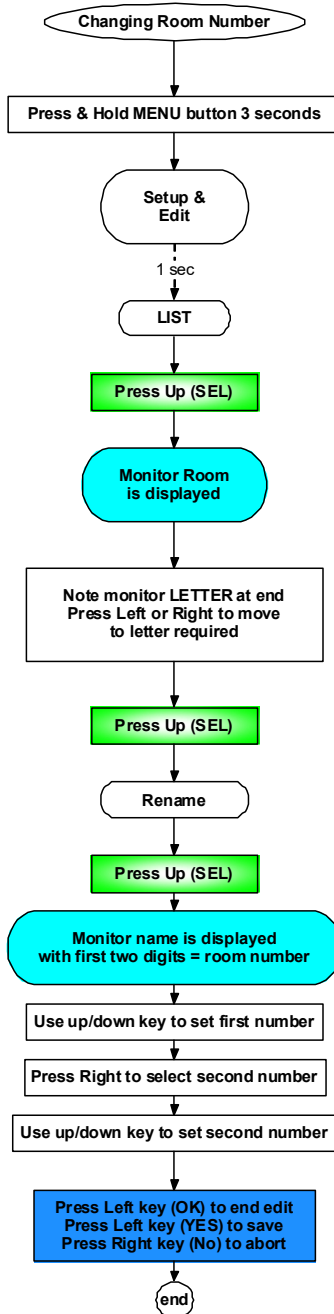 Changing Room Number
Press & Hold MENU button 3 seconds
Setup &
Edit
1 sec
LIST
Press Up (SEL)
Monitor Room
is displayed
Note monitor LETTER at end
Press Left or Right to move
to letter required
Press Up (SEL)
Rename
Press Up (SEL)
Monitor name is displayed
with first two digits = room number
Use up/down key to set first number
Press Right to select second number
Use up/down key to set second number
Press Left key (OK) to end edit
Press Left key (YES) to save
Press Right key (No) to abort
end